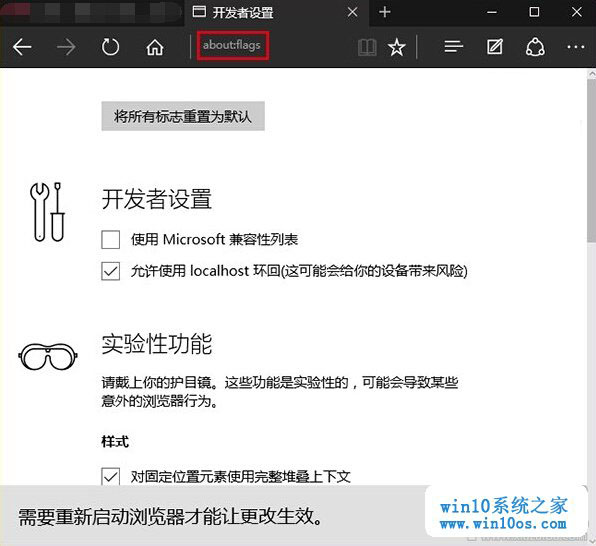 开发者设置
about:flags
将所有标志重置为默认
开发者设置
使用 Microsoft 兼容性列表
允许使用 localhost 环回(这可能会给你的设备带来风险)
实验性功能
请戴上你的护目镜。这些功能是实验性的，可能会导致某些
意外的浏览器行为。
样式
对固定位置元素使用完整堆叠上下文
需要重新启动浏览器才能让更改生效。
win10系统之家
www.win10os.com